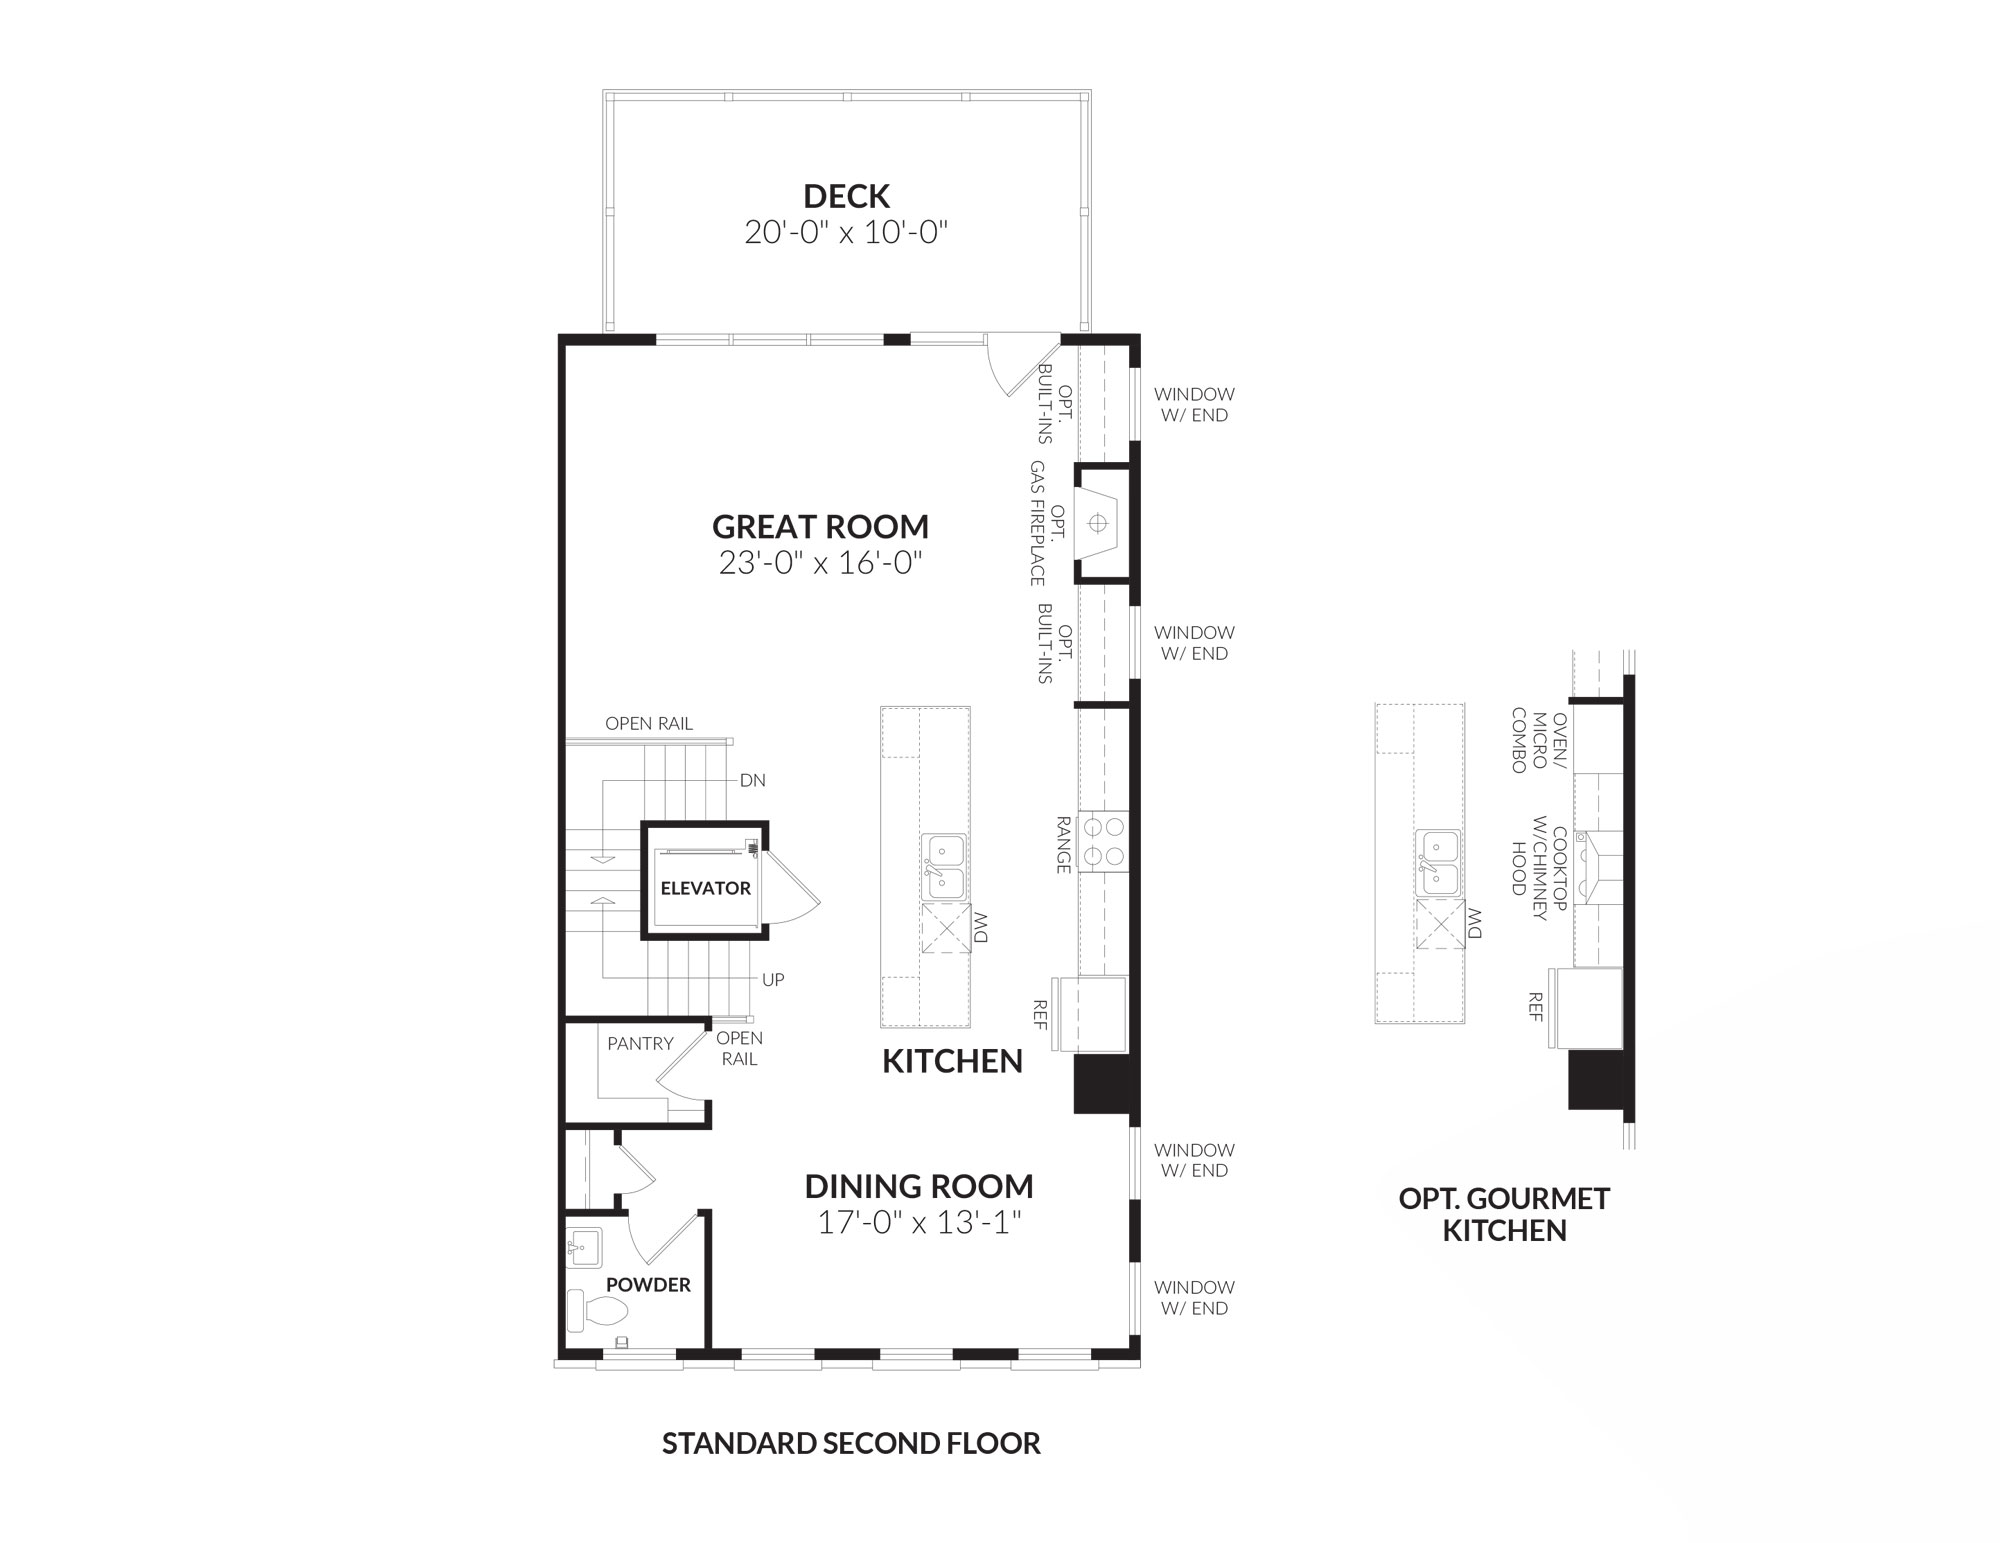 DECK
20'-0" x 10'-0"
OPT.
BUILT-INS
WINDOW
W/ END
GREAT ROOM
23'-0" x 16'-0"
OPT.
GAS FIREPLACE
OPT.
BUILT-INS
WINDOW
W/ END
OPEN RAIL
DN
ELEVATOR
UP
RANGE
DW
REF
PANTRY
OPEN
RAIL
KITCHEN
DINING ROOM
17'-0" x 13'-1"
WINDOW
W/ END
WINDOW
W/ END
POWDER
STANDARD SECOND FLOOR
OVEN/
MICRO
COMBO
COOKTOP
W/CHIMNEY
HOOD
DW
REF
OPT. GOURMET
KITCHEN